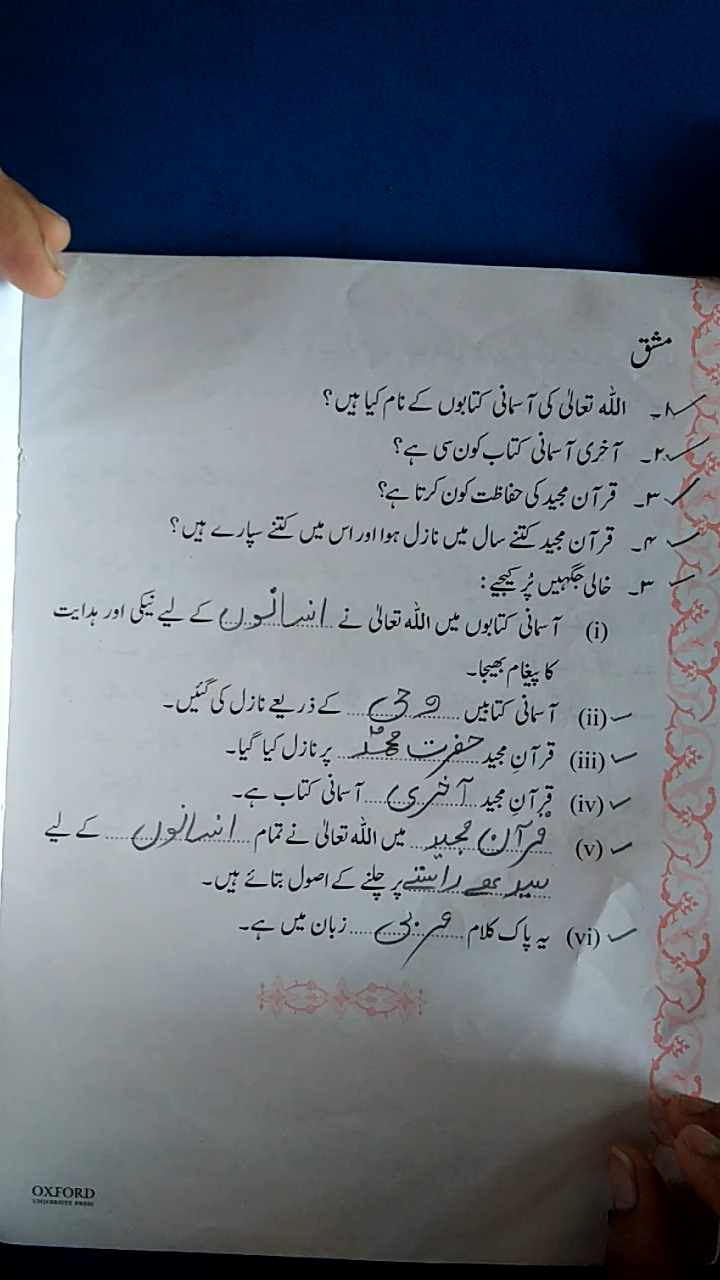 مشق
۱۔ اللہ تعالیٰ کی آسمانی کتابوں کے نام کیا ہیں؟
۲۔ آخری آسمانی کتاب کون سی ہے؟
۳۔ قرآن مجید کی حفاظت کون کرتا ہے؟
۴۔ قرآن مجید کتنے سال میں نازل ہوا اور اس میں کتنے سپارے ہیں؟
۳۔ خالی جگہیں پُر کیجیے:
(i) آسمانی کتابوں میں اللہ تعالیٰ نے انسانوں کے لیے نیکی اور ہدایت
کا پیغام بھیجا۔
(ii) آسمانی کتابیں وحی کے ذریعے نازل کی گئیں۔
(iii) قرآنِ مجید حضرت محمدؐ پر نازل کیا گیا۔
(iv) قرآنِ مجید آخری آسمانی کتاب ہے۔
(v) قرآن مجید میں اللہ تعالیٰ نے تمام انسانوں کے لیے
سیدھے راستے پر چلنے کے اصول بتائے ہیں۔
(vi) یہ پاک کلام عربی زبان میں ہے۔
OXFORD
UNIVERSITY PRESS